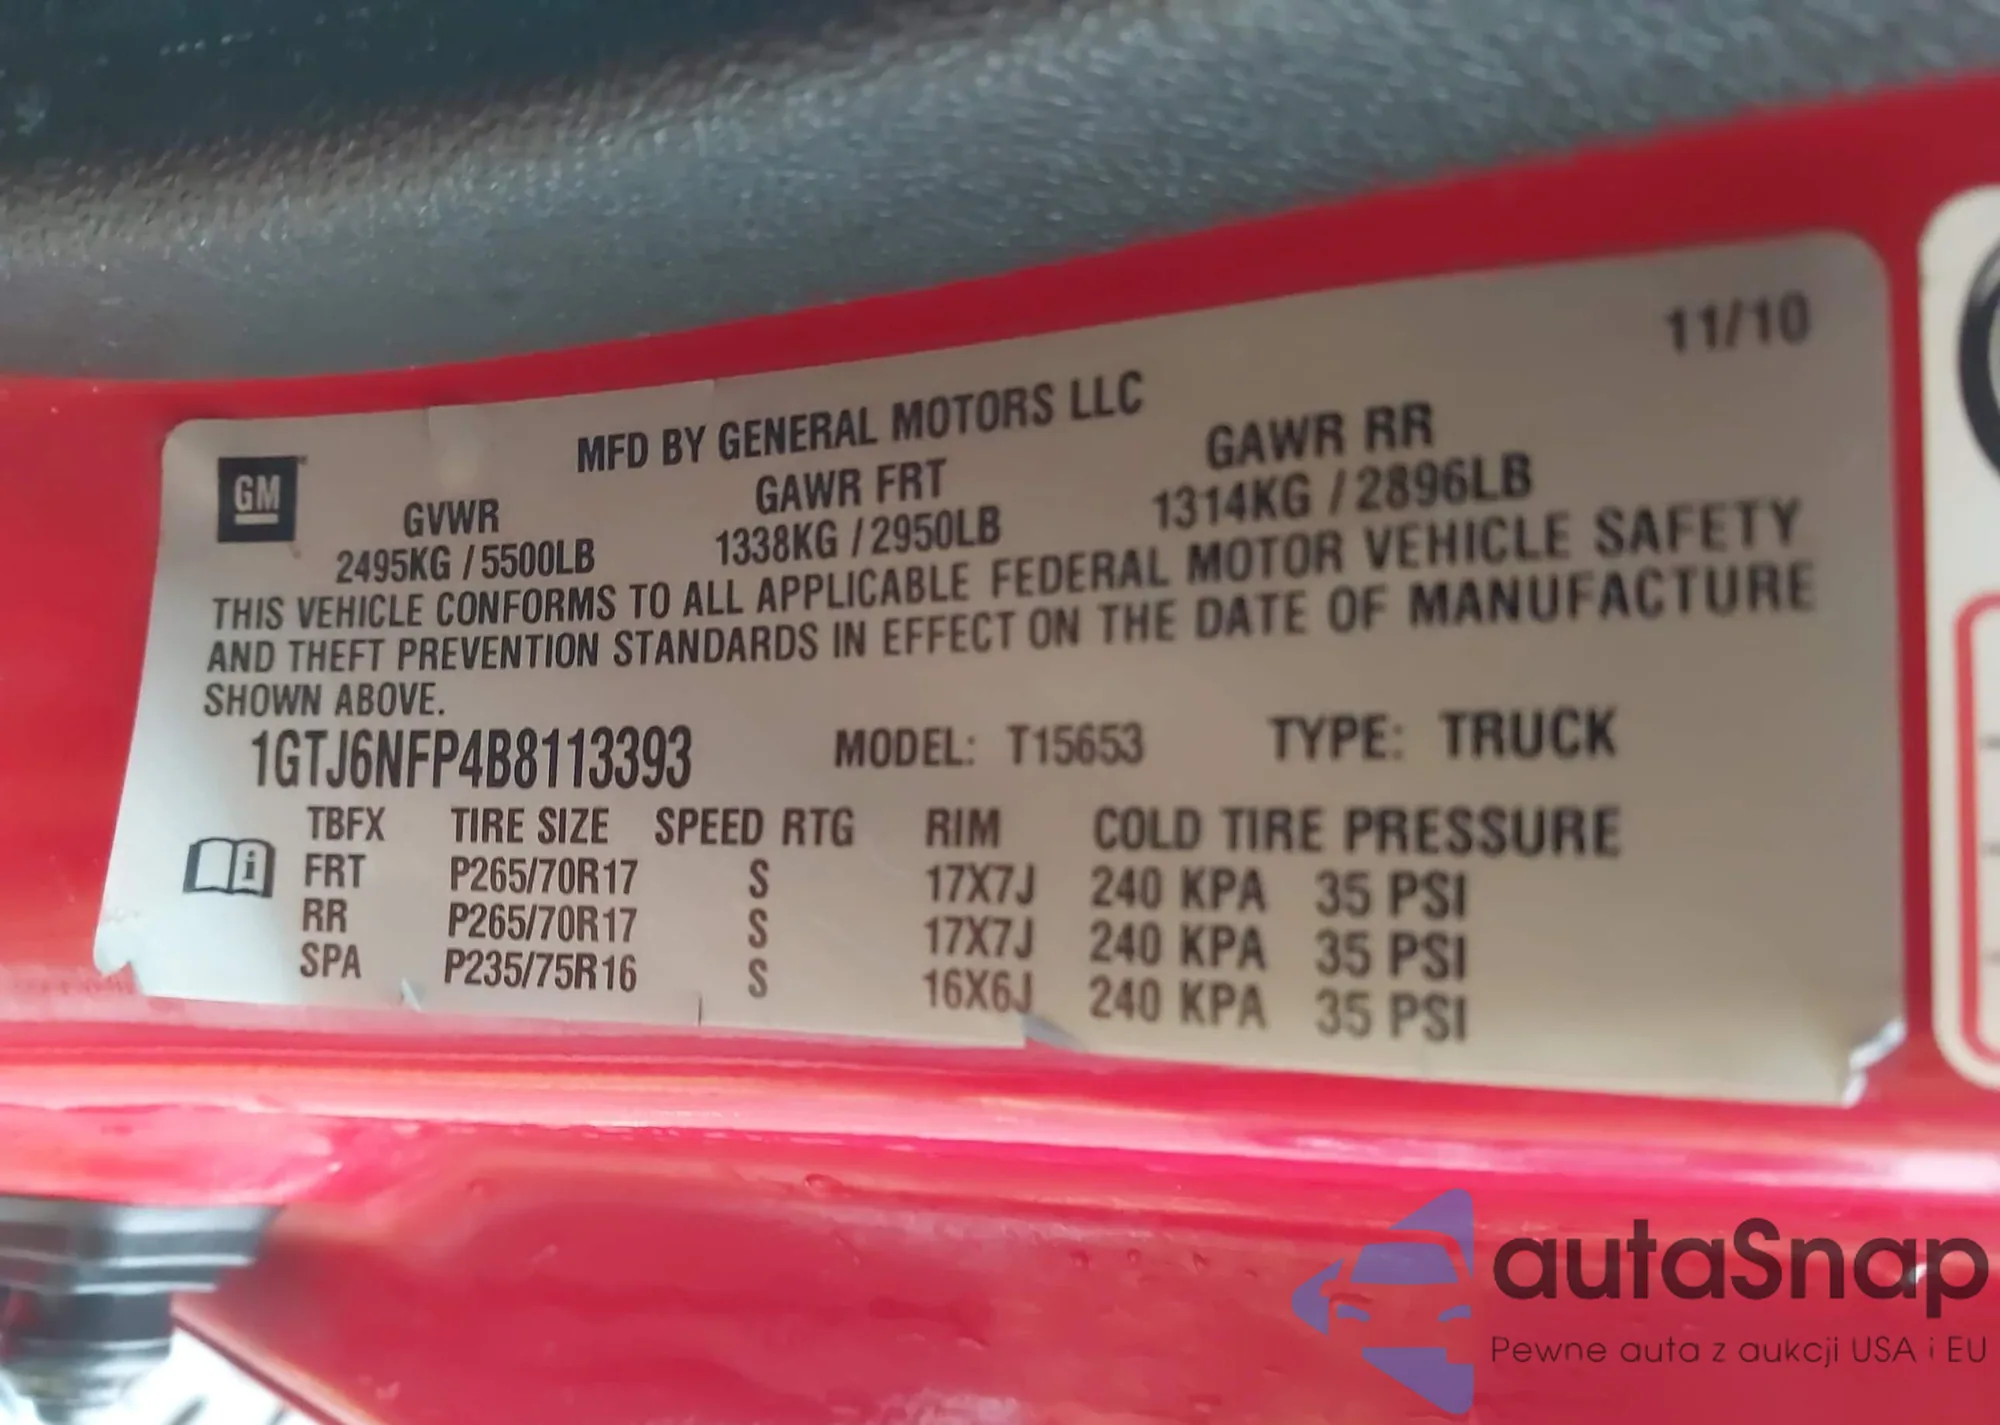 11/10
MFD BY GENERAL MOTORS LLC
GM
GVWR GAWR FRT GAWR RR
2495KG / 5500LB 1338KG / 2950LB 1314KG / 2896LB
THIS VEHICLE CONFORMS TO ALL APPLICABLE FEDERAL MOTOR VEHICLE SAFETY
AND THEFT PREVENTION STANDARDS IN EFFECT ON THE DATE OF MANUFACTURE
SHOWN ABOVE.
1GTJ6NFP4B8113393 MODEL: T15653 TYPE: TRUCK
TBFX TIRE SIZE SPEED RTG RIM COLD TIRE PRESSURE
FRT P265/70R17 S 17X7J 240 KPA 35 PSI
RR P265/70R17 S 17X7J 240 KPA 35 PSI
SPA P235/75R16 S 16X6J 240 KPA 35 PSI
autaSnap
Pewne auta z aukcji USA i EU